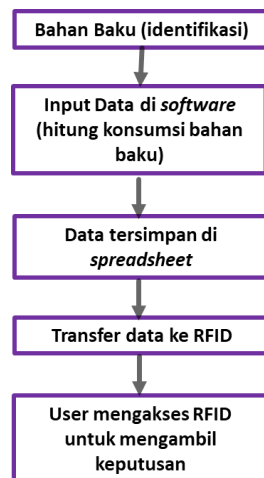 Bahan Baku (identifikasi)
Input Data di software
(hitung konsumsi bahan
baku)
Data tersimpan di
spreadsheet
Transfer data ke RFID
User mengakses RFID
untuk mengambil
keputusan